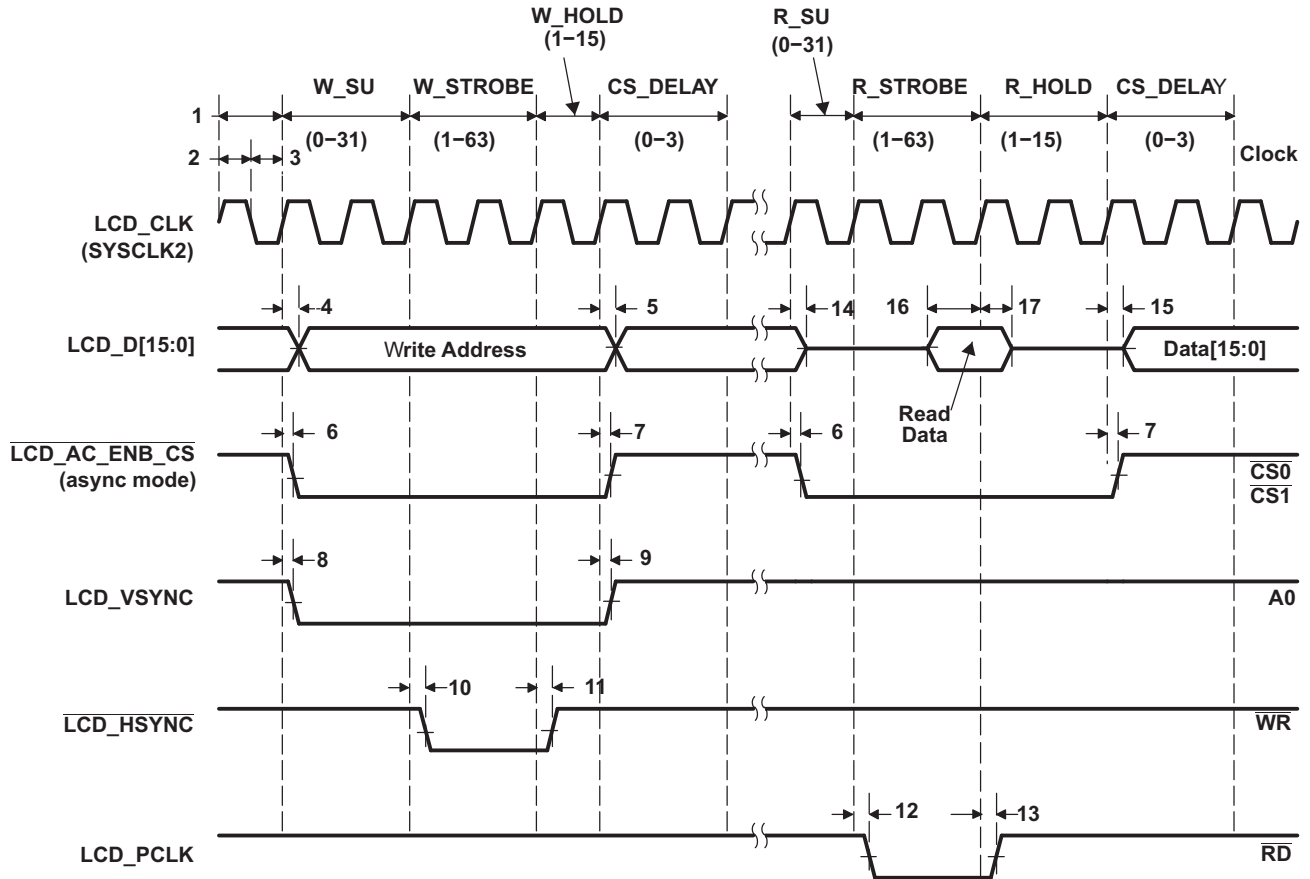 W_HOLD
(1−15)
R_SU
(0−31)
W_SU
W_STROBE
CS_DELAY
R_STROBE
R_HOLD
CS_DELAY
1
(0−31)
(1−63)
(0−3)
(1−63)
(1−15)
(0−3)
2
3
Clock
LCD_CLK
(SYSCLK2)
4
5
14
16
17
15
LCD_D[15:0]
Write Address
Data[15:0]
Read
Data
6
7
6
7
LCD_AC_ENB_CS
(async mode)
CS0
CS1
8
9
LCD_VSYNC
A0
10
11
LCD_HSYNC
WR
12
13
LCD_PCLK
RD